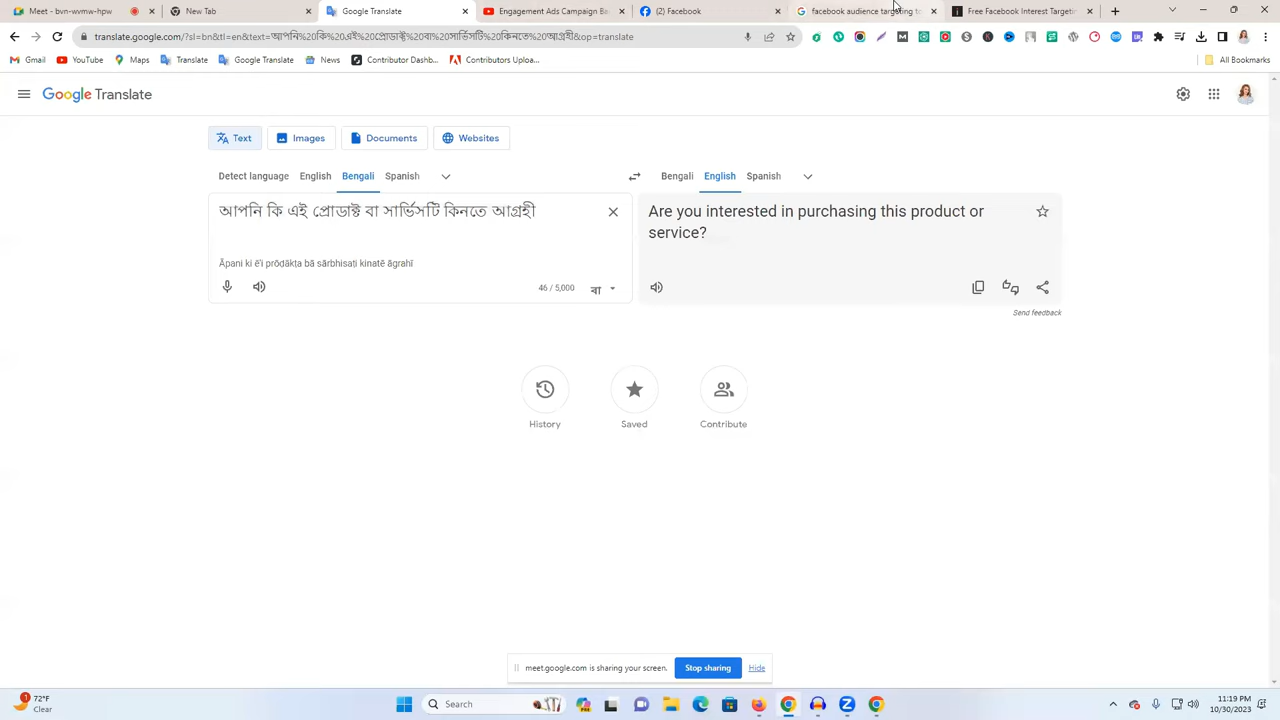 Meet – bvn-wvmw-mpw
New Tab
Google Translate
Engagement Ads Campaign Ba
(2) Facebook
facebook audience targeting to
Free Facebook Interest Targetin
translate.google.com/?sl=bn&tl=en&text=আপনি%20কি%20এই%20প্রোডাক্ট%20বা%20সার্ভিসটি%20কিনতে%20আগ্রহী&op=translate
Gmail
YouTube
Maps
Translate
Google Translate
News
Contributor Dashb...
Contributors Uploa...
All Bookmarks
Google Translate
Text
Images
Documents
Websites
Detect language
English
Bengali
Spanish
Bengali
English
Spanish
আপনি কি এই প্রোডাক্ট বা সার্ভিসটি কিনতে আগ্রহী
Āpani ki ē'i prōḍākṭa bā sārbhisaṭi kinatē āgrahī
46 / 5,000
Are you interested in purchasing this product or
service?
Send feedback
History
Saved
Contribute
meet.google.com is sharing your screen.
Stop sharing
Hide
72°F
Clear
Search
11:19 PM
10/30/2023